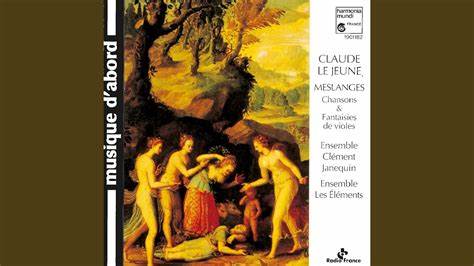 musique d'abord
harmonia
mundi
FRANCE
1901182
CLAUDE
LE JEUNE
MESLANGES
Chansons
&
Fantaisies
de violes
Ensemble
Clément
Janequin
Ensemble
Les Éléments
Radio France